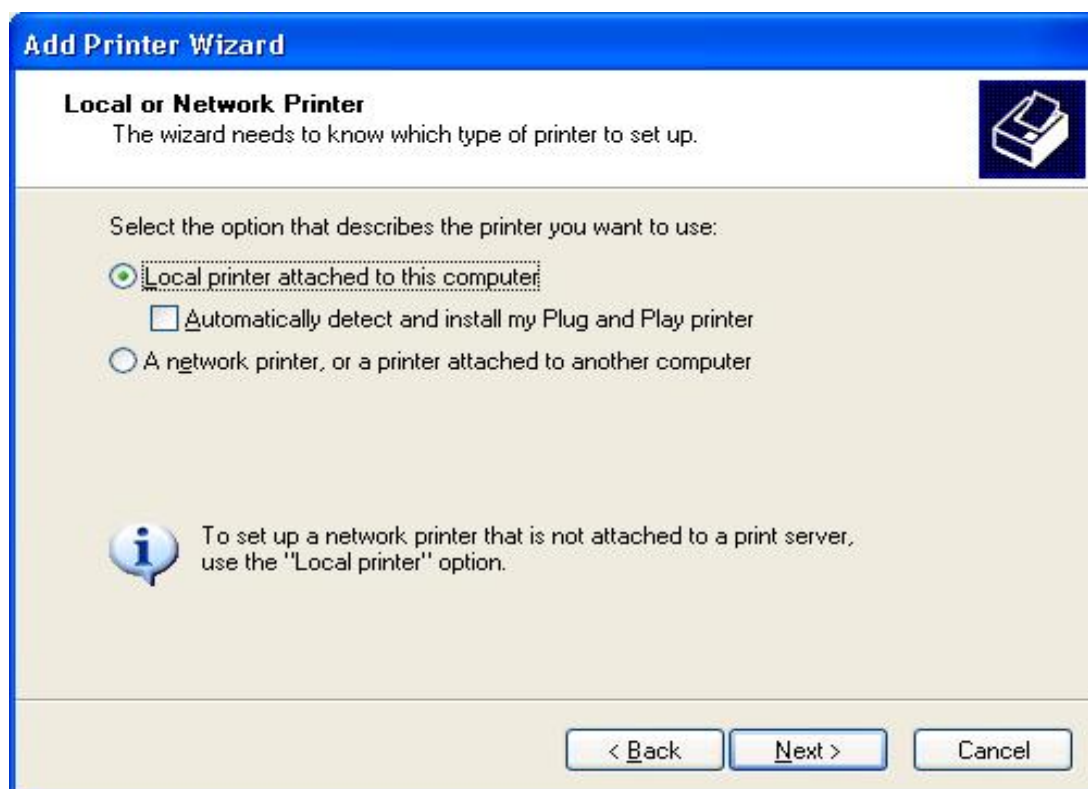 Add Printer Wizard
Local or Network Printer
The wizard needs to know which type of printer to set up.
Select the option that describes the printer you want to use:
Local printer attached to this computer
Automatically detect and install my Plug and Play printer
A network printer, or a printer attached to another computer
To set up a network printer that is not attached to a print server,
use the "Local printer" option.
< Back
Next >
Cancel